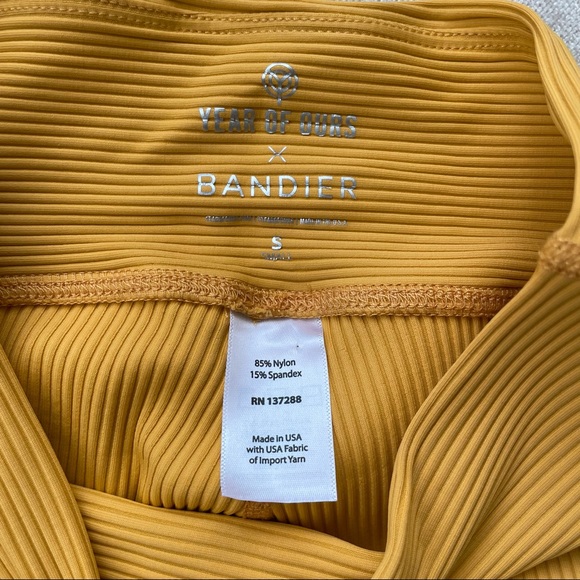 YEAR OF OURS
X
BANDIER
S
85% Nylon
15% Spandex
RN 137288
Made in USA
with USA Fabric
of Import Yarn